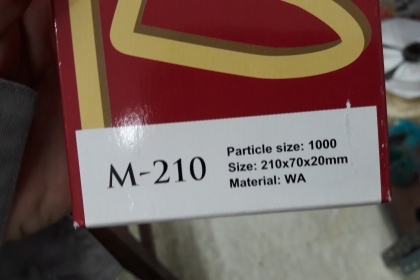 M-210
Particle size: 1000
Size: 210x70x20mm
Material: WA